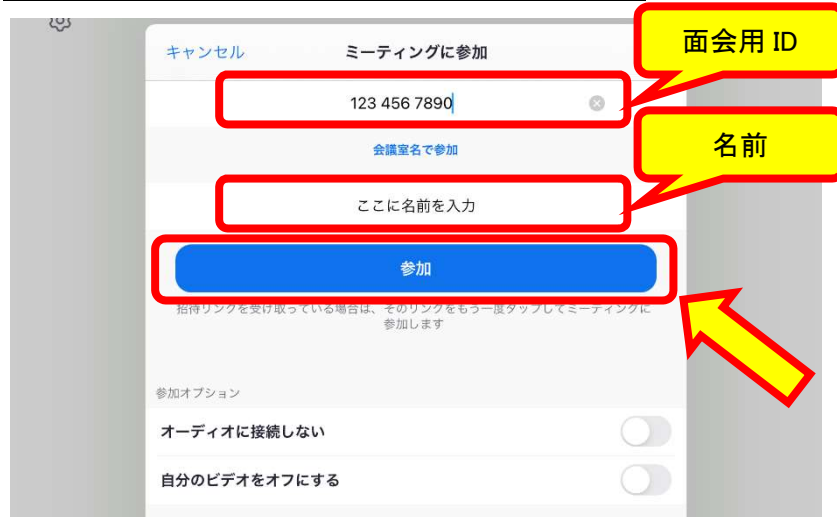 キャンセル
ミーティングに参加
面会用 ID
123 456 7890
会議室名で参加
名前
ここに名前を入力
参加
招待リンクを受け取っている場合は、そのリンクをもう一度タップしてミーティングに
参加します
参加オプション
オーディオに接続しない
自分のビデオをオフにする